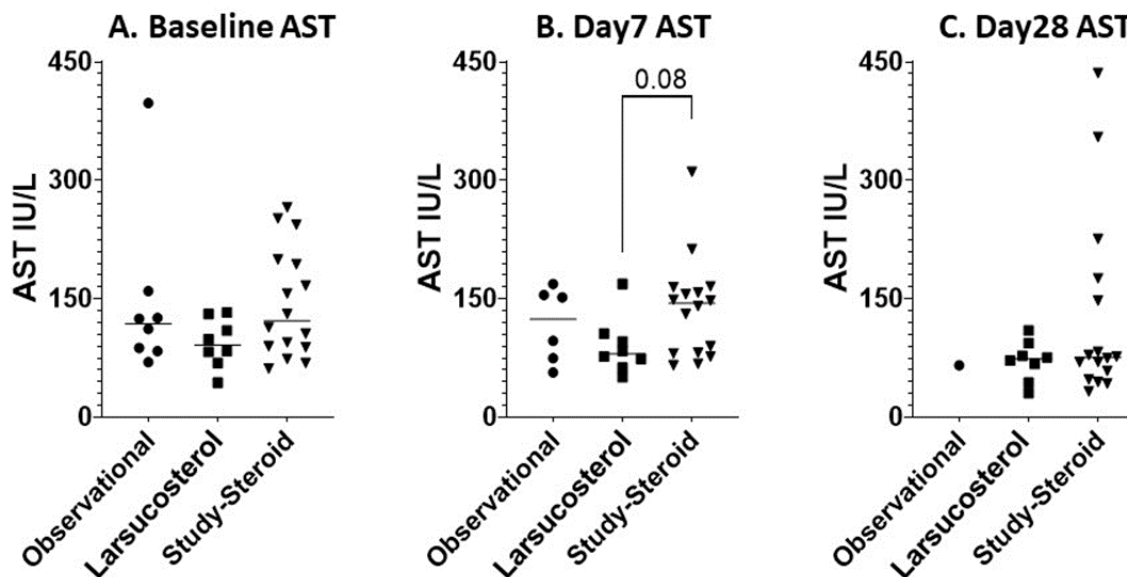 A. Baseline AST
B. Day7 AST
C. Day28 AST
450
300
150
0
AST IU/L
Observational
Larsucosterol
Study-Steroid
450
300
150
0
AST IU/L
0.08
Observational
Larsucosterol
Study-Steroid
450
300
150
0
AST IU/L
Observational
Larsucosterol
Study-Steroid